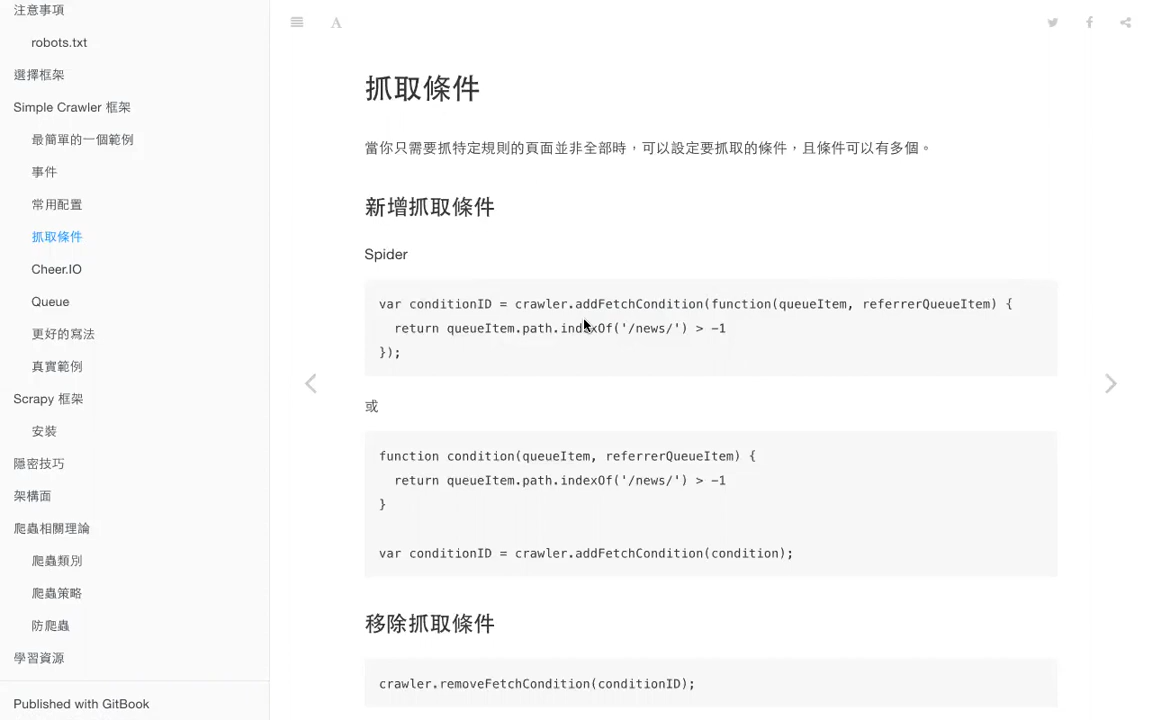 注意事項
robots.txt
選擇框架
Simple Crawler 框架
最簡單的一個範例
事件
常用配置
抓取條件
Cheer.IO
Queue
更好的寫法
真實範例
Scrapy 框架
安裝
隱密技巧
架構面
爬蟲相關理論
爬蟲類別
爬蟲策略
防爬蟲
學習資源
Published with GitBook
A
抓取條件
當你只需要抓特定規則的頁面並非全部時，可以設定要抓取的條件，且條件可以有多個。
新增抓取條件
Spider
var conditionID = crawler.addFetchCondition(function(queueItem, referrerQueueItem) {
return queueItem.path.indexOf('/news/') > -1
});
或
function condition(queueItem, referrerQueueItem) {
return queueItem.path.indexOf('/news/') > -1
}
var conditionID = crawler.addFetchCondition(condition);
移除抓取條件
crawler.removeFetchCondition(conditionID);